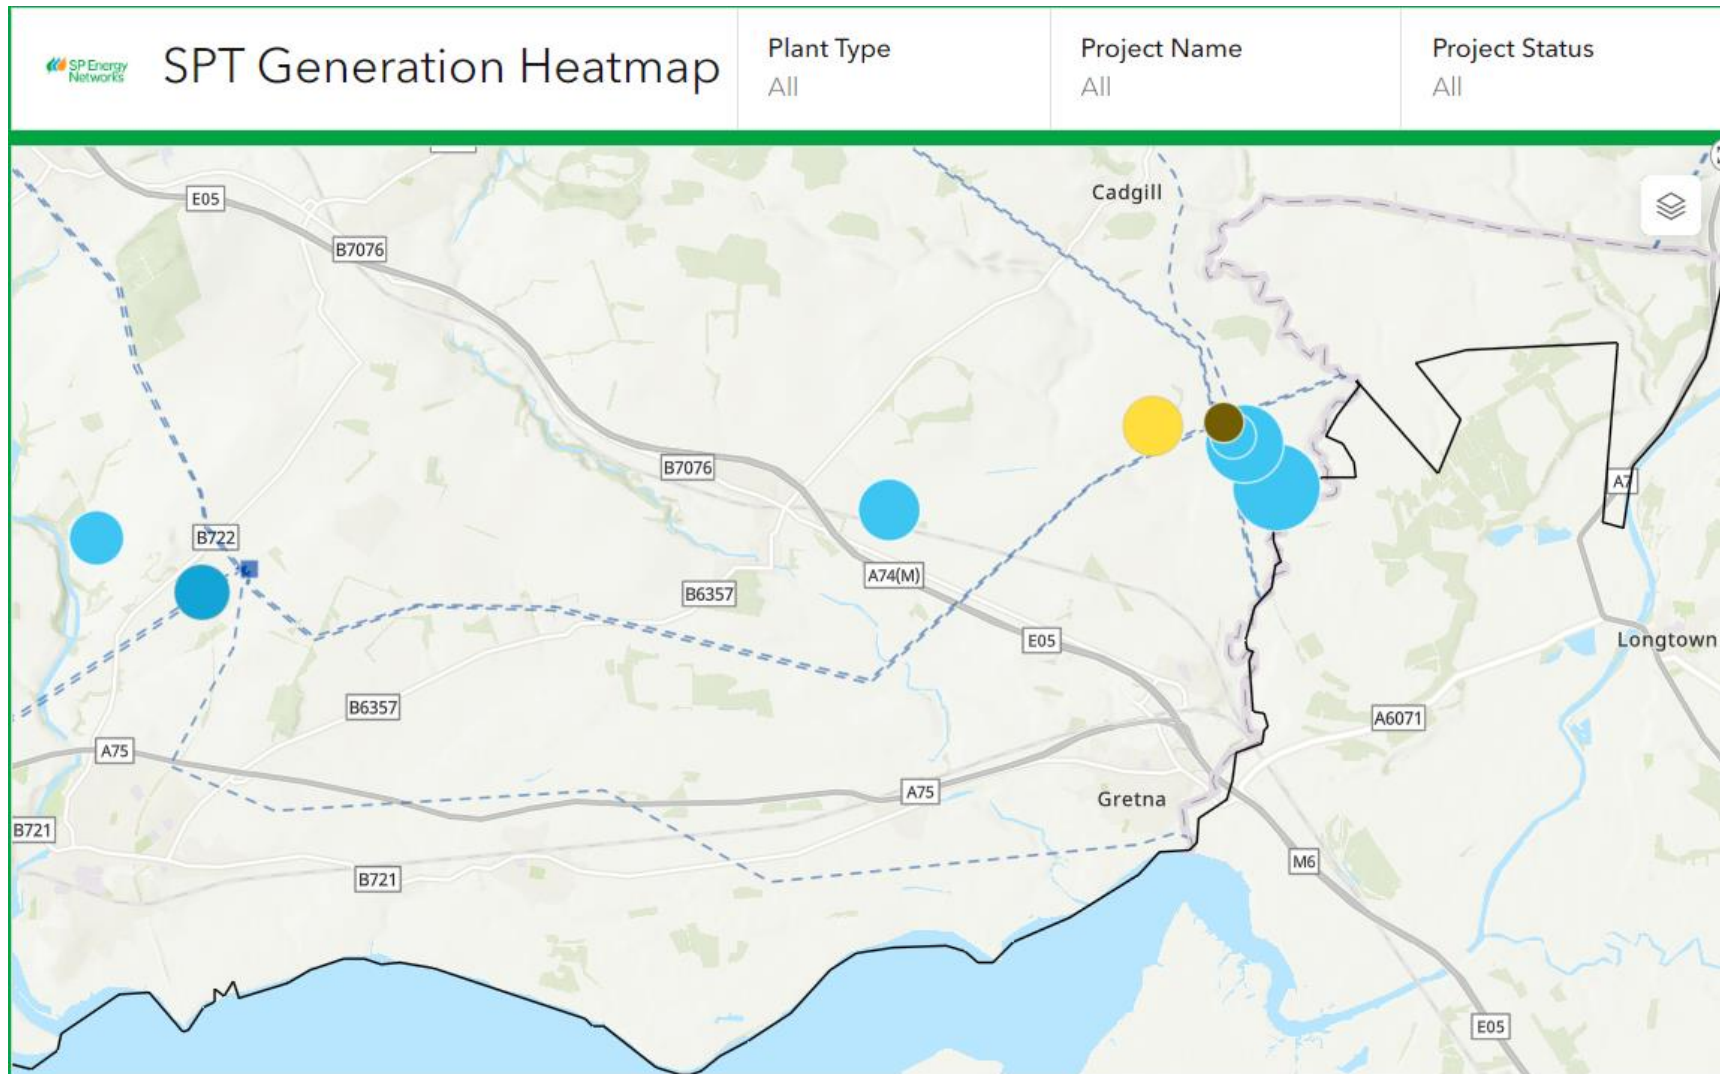 SP Energy
Networks
SPT Generation Heatmap
Plant Type
All
Project Name
All
Project Status
All
Cadgill
E05
B7076
B7076
A7
B722
A74(M)
B6357
E05
Longtown
B6357
A6071
A75
A75
Gretna
B721
M6
B721
E05